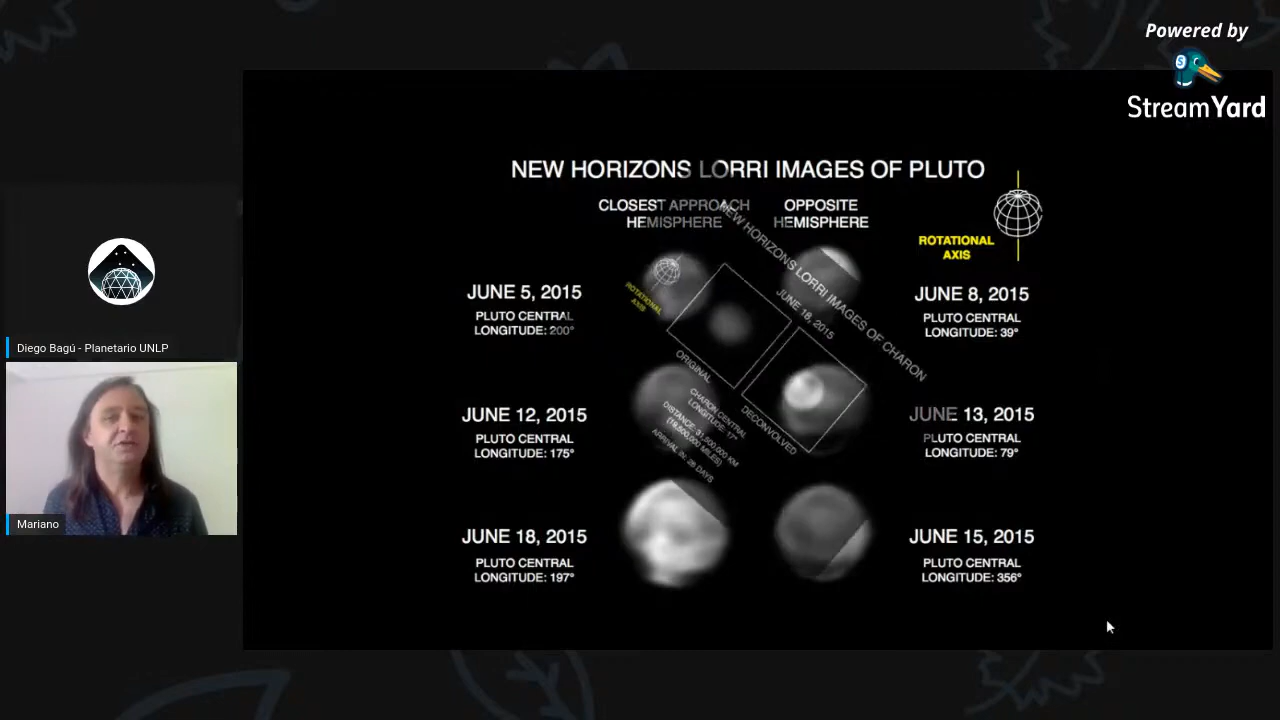 Powered by
StreamYard
NEW HORIZONS LORRI IMAGES OF PLUTO
CLOSEST APPROACH
HEMISPHERE
OPPOSITE
HEMISPHERE
ROTATIONAL
AXIS
JUNE 5, 2015
PLUTO CENTRAL
LONGITUDE: 200°
JUNE 8, 2015
PLUTO CENTRAL
LONGITUDE: 39°
JUNE 12, 2015
PLUTO CENTRAL
LONGITUDE: 175°
JUNE 13, 2015
PLUTO CENTRAL
LONGITUDE: 79°
JUNE 18, 2015
PLUTO CENTRAL
LONGITUDE: 197°
JUNE 15, 2015
PLUTO CENTRAL
LONGITUDE: 356°
NEW HORIZONS LORRI IMAGES OF CHARON
JUNE 18, 2015
ROTATIONAL
AXIS
ORIGINAL
DECONVOLVED
CHARON CENTRAL
LONGITUDE: 17°
DISTANCE: 31,500,000 KM
(19,500,000 MILES)
ARRIVAL IN: 26 DAYS
Diego Bagú - Planetario UNLP
Mariano